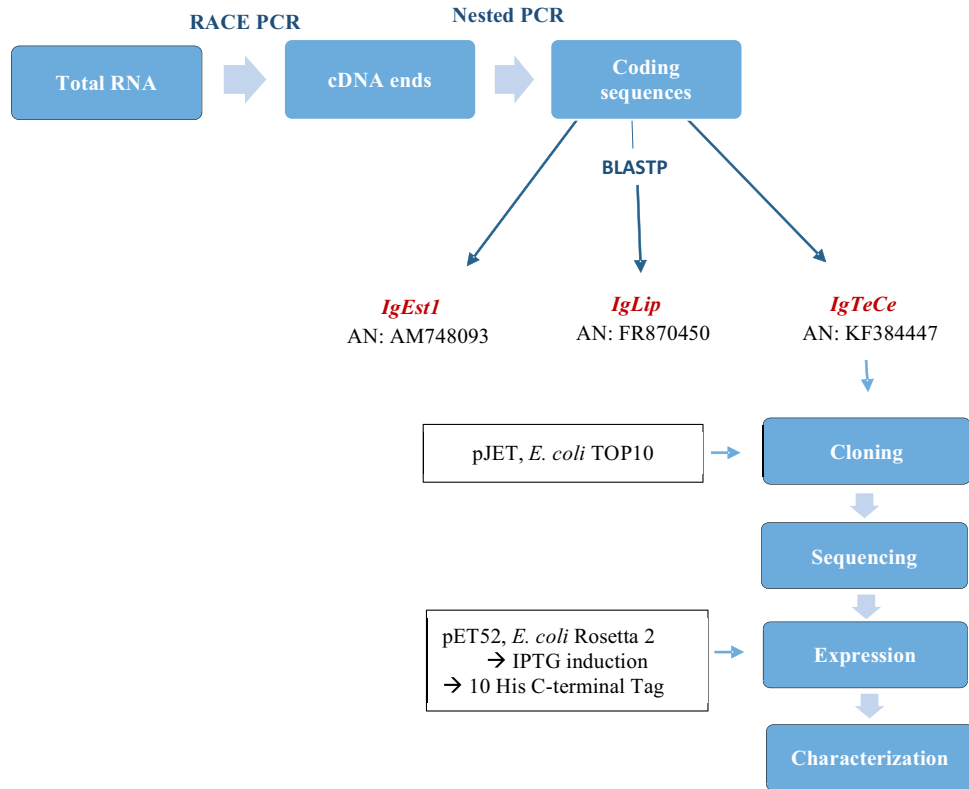 RACE PCR
Nested PCR
Total RNA
cDNA ends
Coding
sequences
BLASTP
IgEst1
AN: AM748093
IgLip
AN: FR870450
IgTeCe
AN: KF384447
pJET, E. coli TOP10
Cloning
Sequencing
pET52, E. coli Rosetta 2
→ IPTG induction
→ 10 His C-terminal Tag
Expression
Characterization